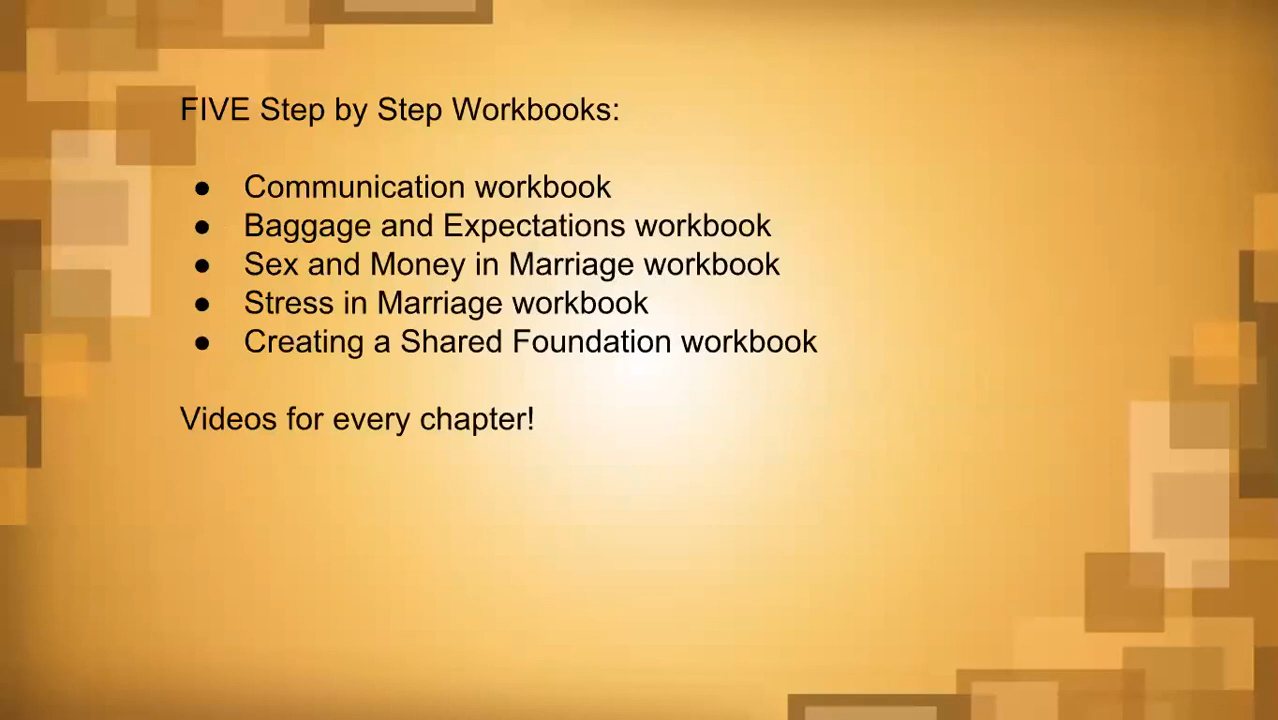 FIVE Step by Step Workbooks:
● Communication workbook
● Baggage and Expectations workbook
● Sex and Money in Marriage workbook
● Stress in Marriage workbook
● Creating a Shared Foundation workbook
Videos for every chapter!